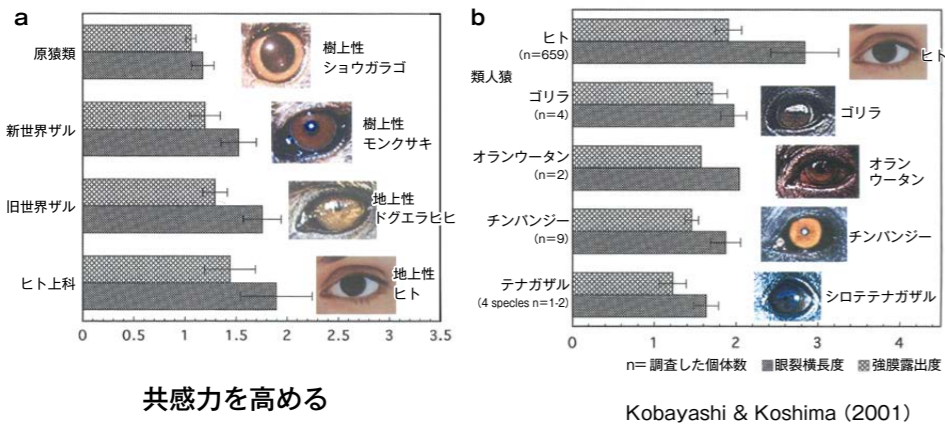 a
原猿類
樹上性
ショウガラゴ
新世界ザル
樹上性
モンクサキ
旧世界ザル
地上性
ドグエラヒヒ
ヒト上科
地上性
ヒト
0 0.5 1 1.5 2 2.5 3 3.5
共感力を高める
b
ヒト
(n=659)
ヒト
類人猿
ゴリラ
(n=4)
ゴリラ
オランウータン
(n=2)
オラン
ウータン
チンパンジー
(n=9)
チンパンジー
テナガザル
(4 specles n=1-2)
シロテテナガザル
0 1 2 3 4
n= 調査した個体数 眼裂横長度 強膜露出度
Kobayashi & Koshima (2001)